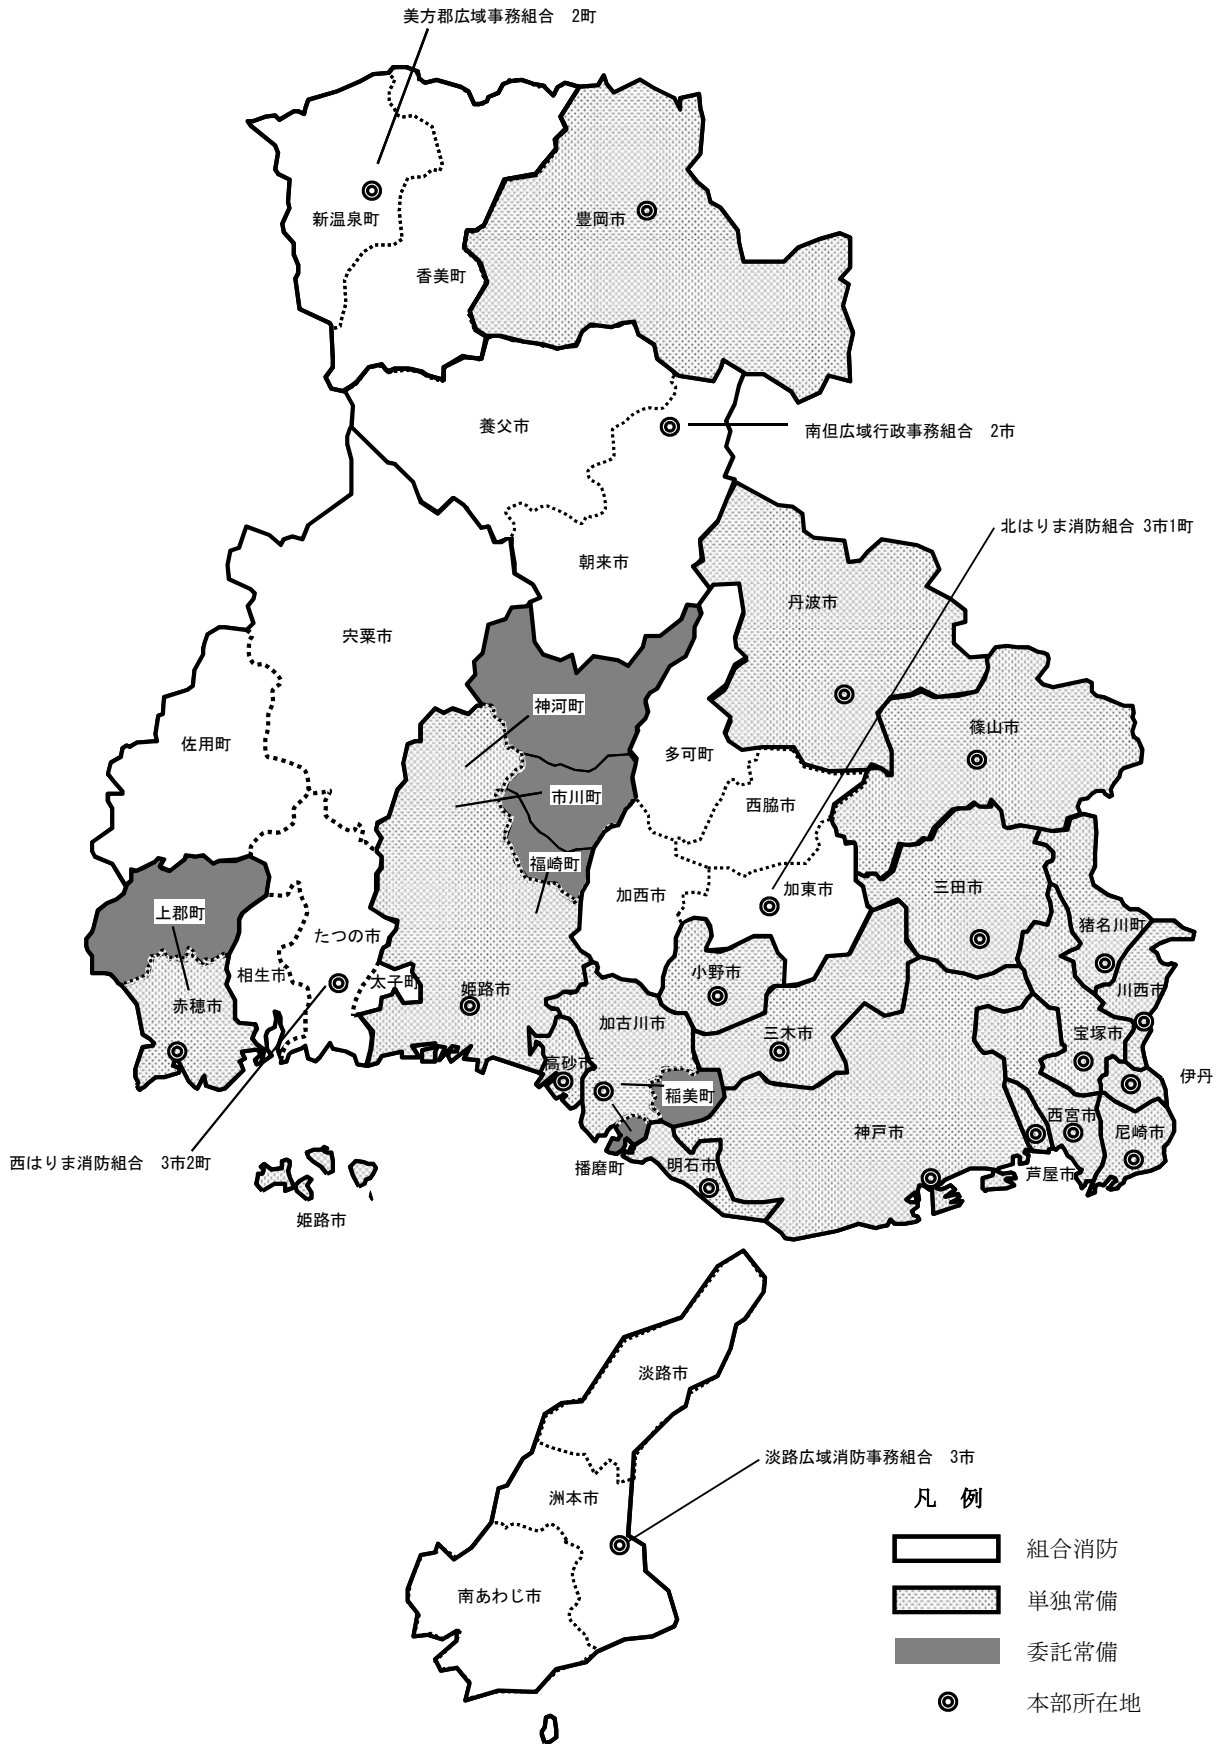 美方郡広域事務組合　2町
新温泉町
豊岡市
香美町
養父市
南但広域行政事務組合　2市
北はりま消防組合 3市1町
朝来市
丹波市
宍粟市
神河町
篠山市
佐用町
多可町
市川町
西脇市
福崎町
加西市
加東市
三田市
上郡町
猪名川町
たつの市
相生市
太子町
姫路市
小野市
川西市
赤穂市
加古川市
三木市
宝塚市
高砂市
伊丹
稲美町
西宮市
神戸市
尼崎市
西はりま消防組合　3市2町
播磨町
明石市
芦屋市
姫路市
淡路市
淡路広域消防事務組合　3市
洲本市
南あわじ市
凡　例
組合消防
単独常備
委託常備
本部所在地